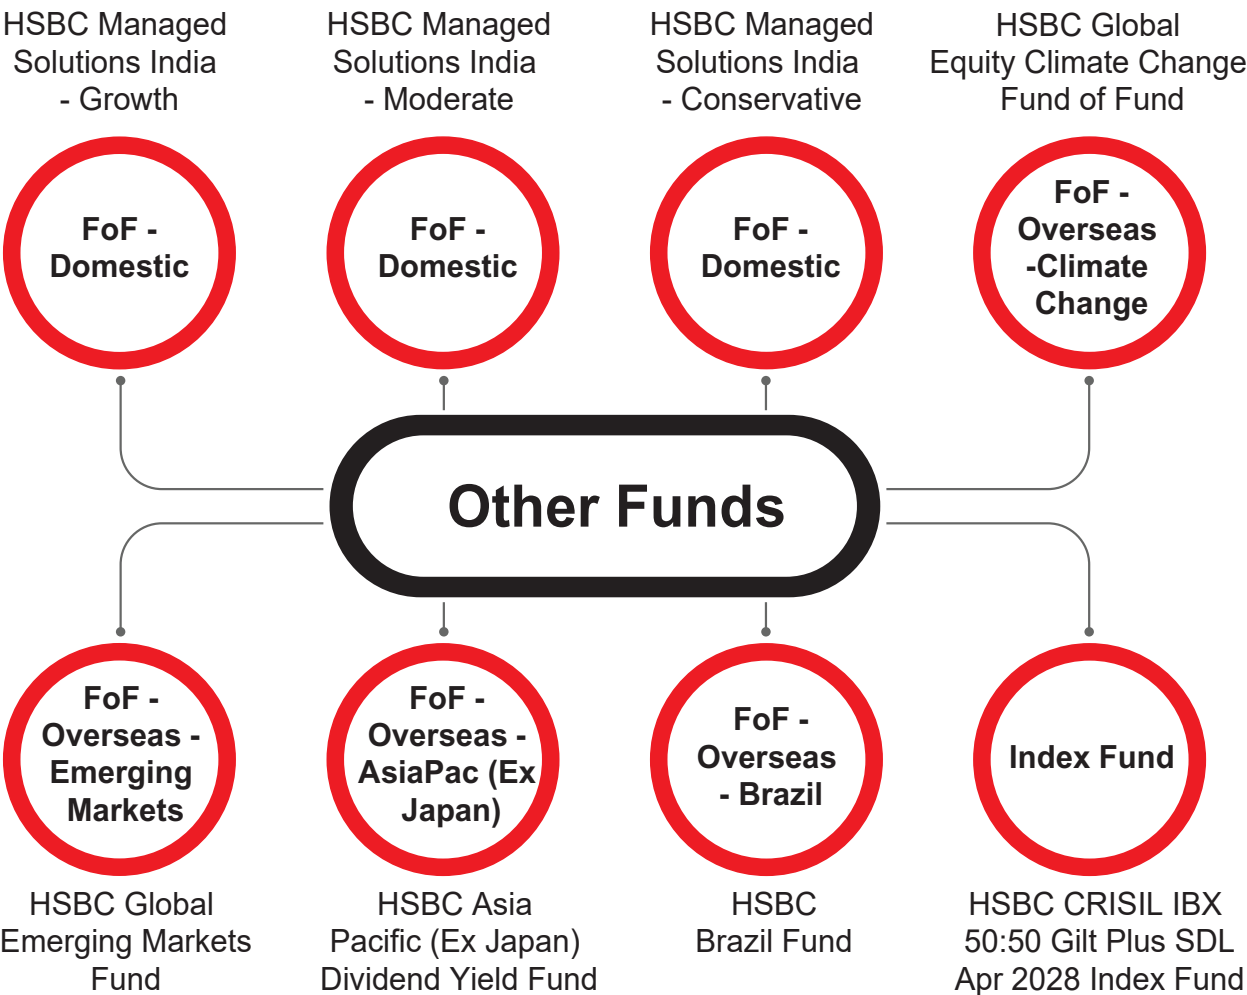 HSBC Managed
Solutions India
- Growth
HSBC Managed
Solutions India
- Moderate
HSBC Managed
Solutions India
- Conservative
HSBC Global
Equity Climate Change
Fund of Fund
FoF -
Domestic
FoF -
Domestic
FoF -
Domestic
FoF -
Overseas
-Climate
Change
Other Funds
FoF -
Overseas -
Emerging
Markets
FoF -
Overseas -
AsiaPac (Ex
Japan)
FoF -
Overseas
- Brazil
Index Fund
HSBC Global
Emerging Markets
Fund
HSBC Asia
Pacific (Ex Japan)
Dividend Yield Fund
HSBC
Brazil Fund
HSBC CRISIL IBX
50:50 Gilt Plus SDL
Apr 2028 Index Fund